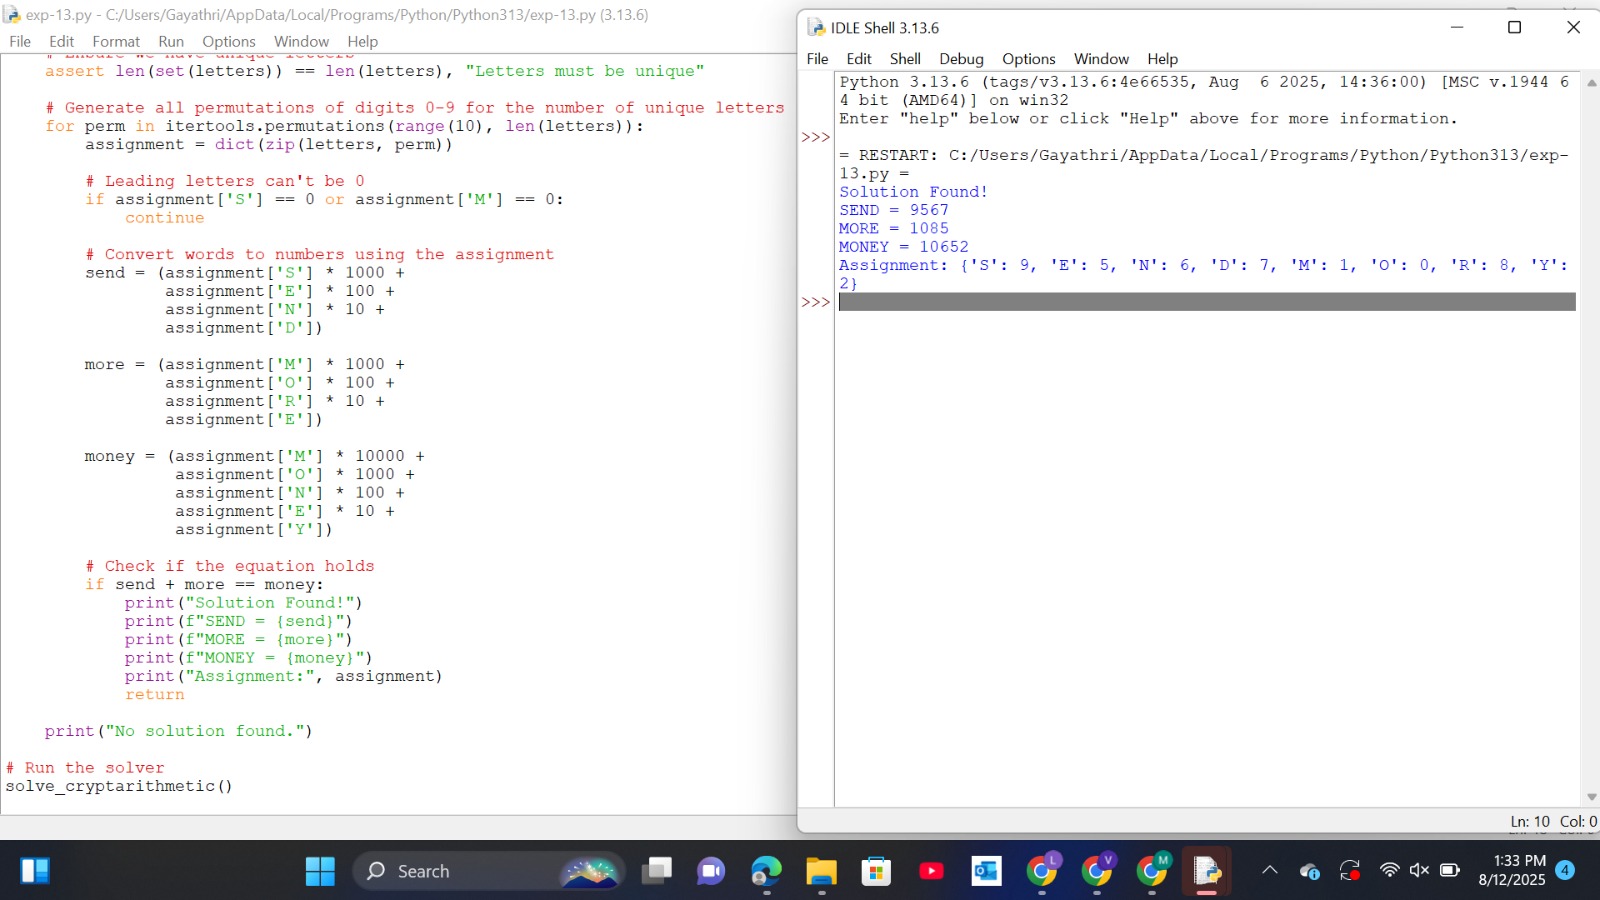 exp-13.py - C:/Users/Gayathri/AppData/Local/Programs/Python/Python313/exp-13.py (3.13.6)
File Edit Format Run Options Window Help
# Ensure we have unique letters
assert len(set(letters)) == len(letters), "Letters must be unique"
# Generate all permutations of digits 0-9 for the number of unique letters
for perm in itertools.permutations(range(10), len(letters)):
assignment = dict(zip(letters, perm))
# Leading letters can't be 0
if assignment['S'] == 0 or assignment['M'] == 0:
continue
# Convert words to numbers using the assignment
send = (assignment['S'] * 1000 +
assignment['E'] * 100 +
assignment['N'] * 10 +
assignment['D'])
more = (assignment['M'] * 1000 +
assignment['O'] * 100 +
assignment['R'] * 10 +
assignment['E'])
money = (assignment['M'] * 10000 +
assignment['O'] * 1000 +
assignment['N'] * 100 +
assignment['E'] * 10 +
assignment['Y'])
# Check if the equation holds
if send + more == money:
print("Solution Found!")
print(f"SEND = {send}")
print(f"MORE = {more}")
print(f"MONEY = {money}")
print("Assignment:", assignment)
return
print("No solution found.")
# Run the solver
solve_cryptarithmetic()
IDLE Shell 3.13.6
File Edit Shell Debug Options Window Help
Python 3.13.6 (tags/v3.13.6:4e66535, Aug  6 2025, 14:36:00) [MSC v.1944 6
4 bit (AMD64)] on win32
Enter "help" below or click "Help" above for more information.
>>>
= RESTART: C:/Users/Gayathri/AppData/Local/Programs/Python/Python313/exp-
13.py =
Solution Found!
SEND = 9567
MORE = 1085
MONEY = 10652
Assignment: {'S': 9, 'E': 5, 'N': 6, 'D': 7, 'M': 1, 'O': 0, 'R': 8, 'Y':
2}
>>>
Ln: 10 Col: 0
Search
L
V
M
1:33 PM
8/12/2025
4